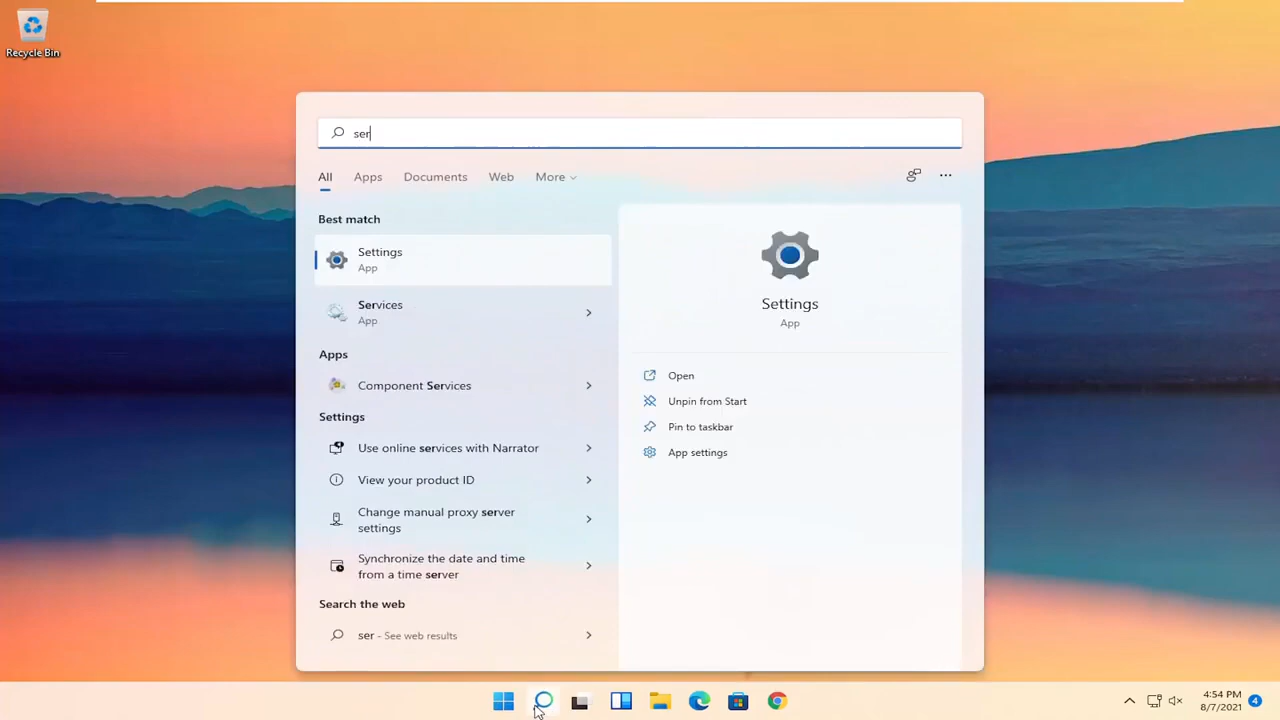 Recycle Bin
ser
All Apps Documents Web More
Best match
Settings
App
Services
App
Apps
Component Services
Settings
Use online services with Narrator
View your product ID
Change manual proxy server
settings
Synchronize the date and time
from a time server
Search the web
ser - See web results
Settings
App
Open
Unpin from Start
Pin to taskbar
App settings
4:54 PM
8/7/2021
4